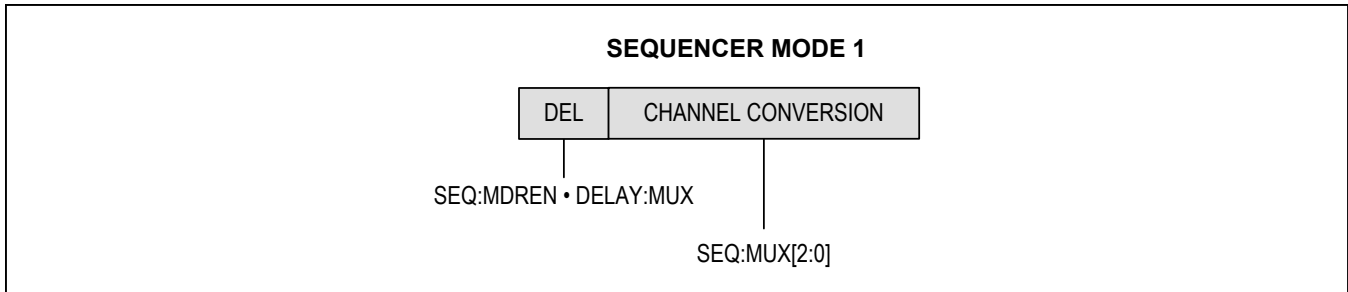 SEQUENCER MODE 1
DEL CHANNEL CONVERSION
SEQ:MDREN • DELAY:MUX
SEQ:MUX[2:0]